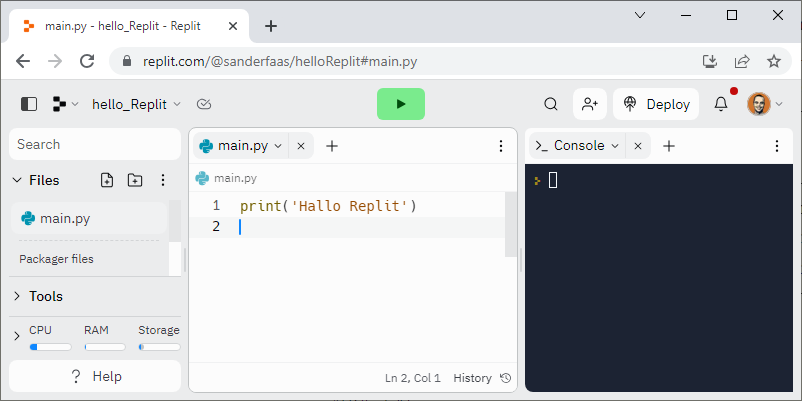 main.py - hello_Replit - Replit
replit.com/@sanderfaas/helloReplit#main.py
hello_Replit
Deploy
Search
Files
main.py
Packager files
Tools
CPU RAM Storage
? Help
main.py
main.py
1 print('Hallo Replit')
2
Ln 2, Col 1 History
Console